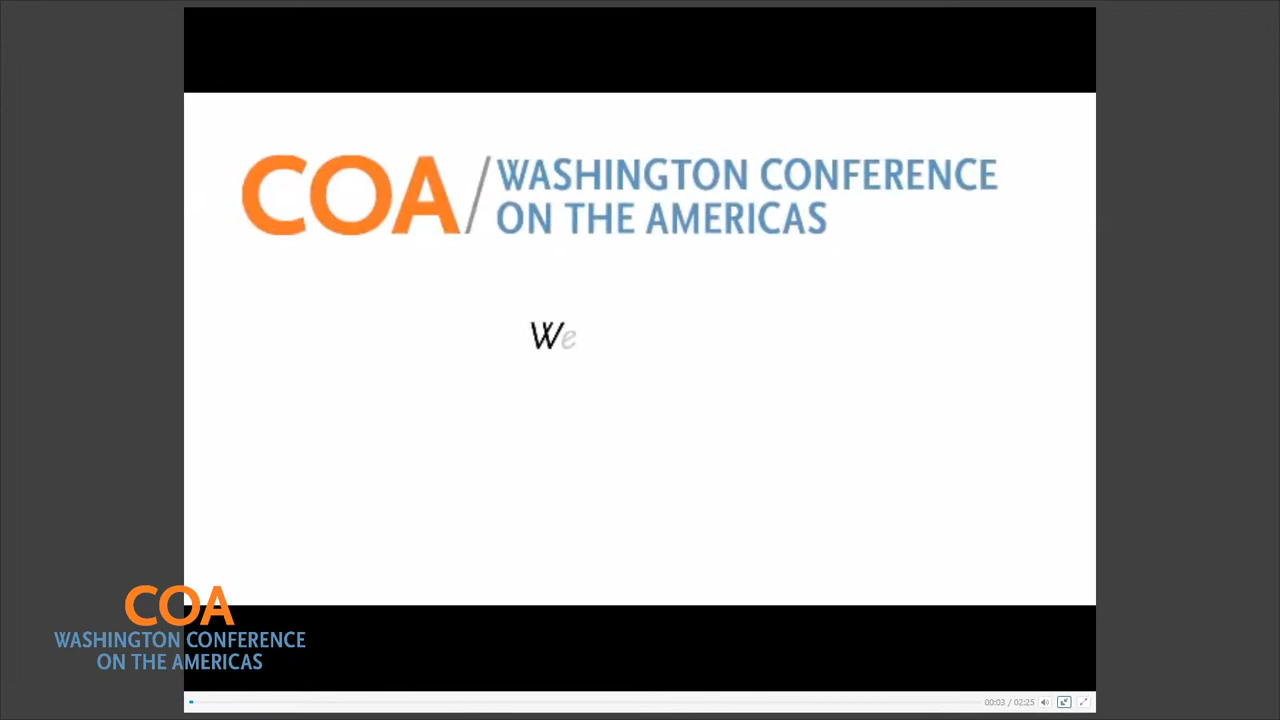 COA / WASHINGTON CONFERENCE
ON THE AMERICAS
We
COA
WASHINGTON CONFERENCE
ON THE AMERICAS
00:03 / 02:25